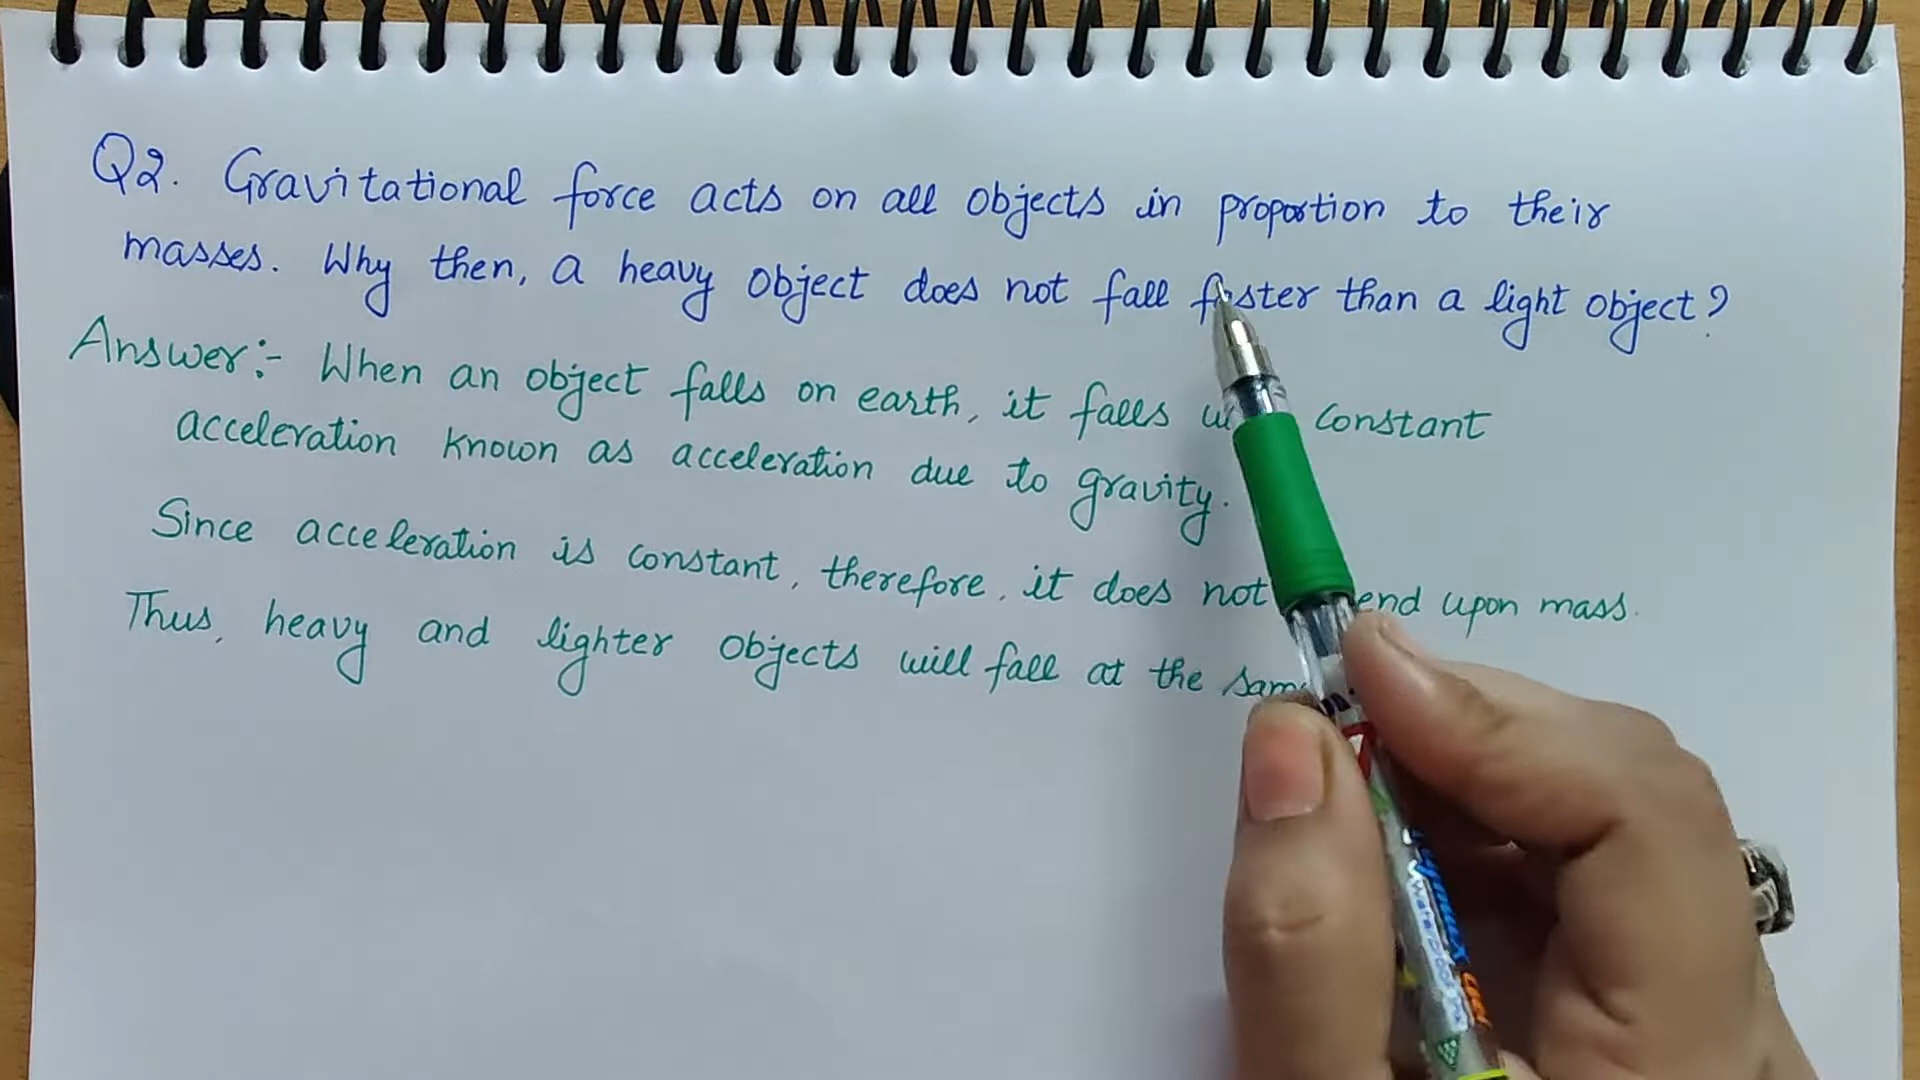 Q2. Gravitational force acts on all objects in proportion to their
masses. Why then, a heavy object does not fall faster than a light object?
Answer:- When an object falls on earth, it falls constant
acceleration known as acceleration due to gravity.
Since acceleration is constant, therefore, it does not upon mass.
Thus, heavy and lighter objects will fall at the